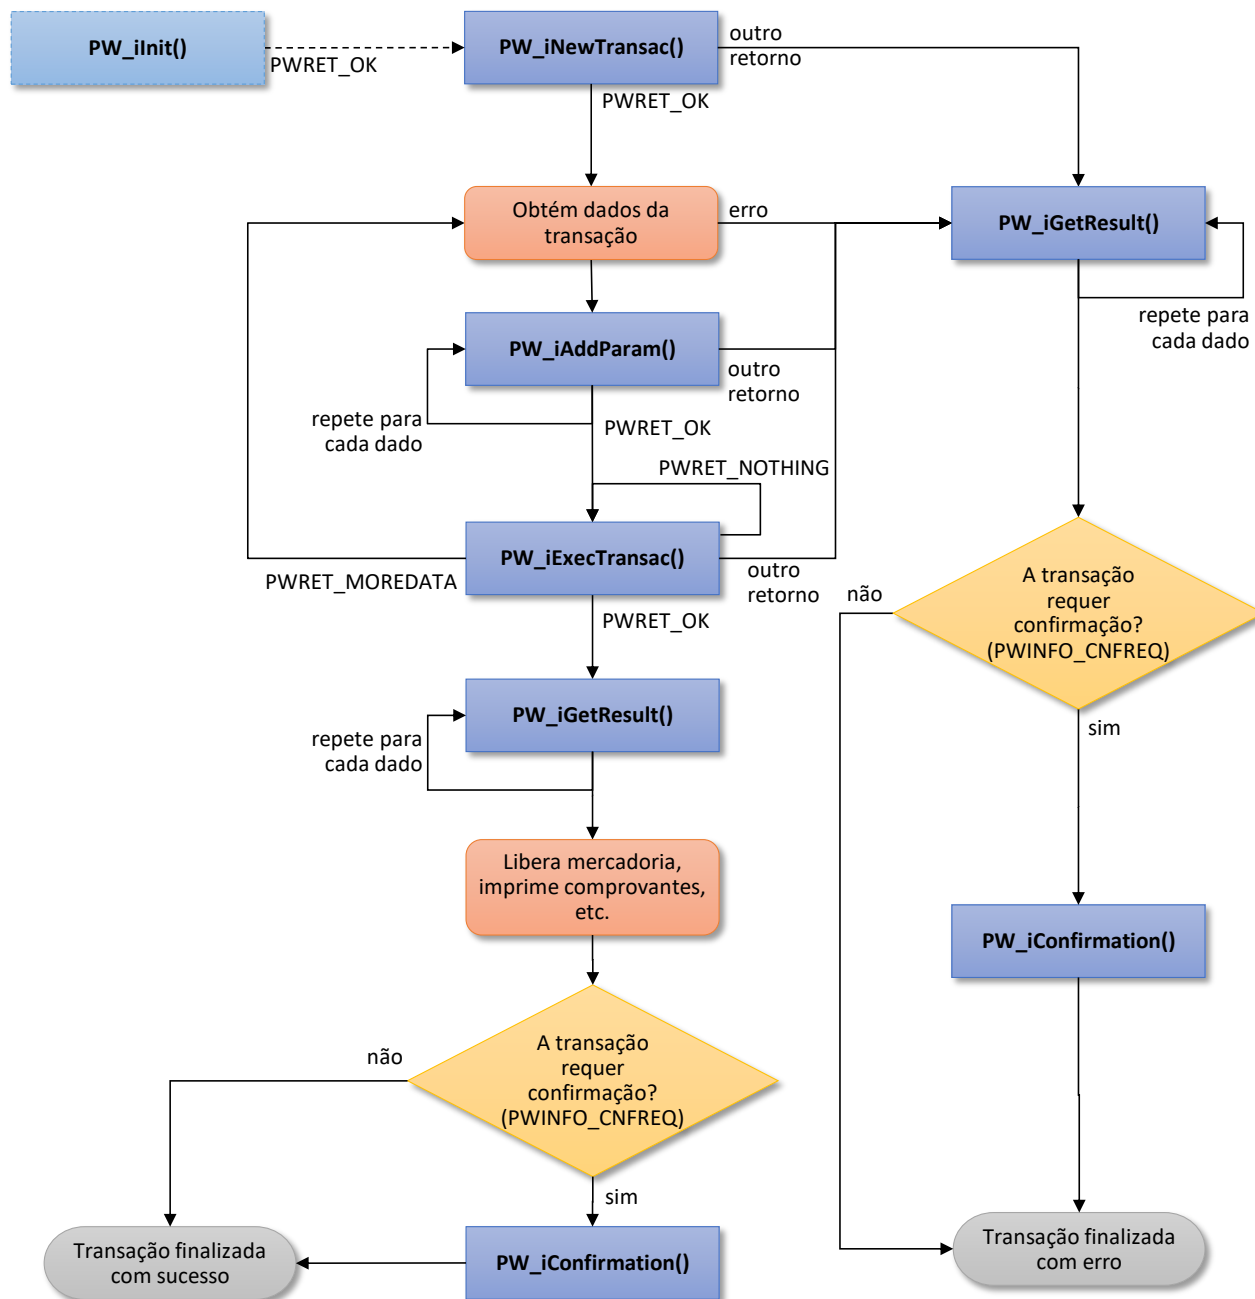 PW_iInit()
PWRET_OK
PW_iNewTransac()
outro
retorno
PWRET_OK
Obtém dados da
transação
erro
PW_iGetResult()
repete para
cada dado
PW_iAddParam()
outro
retorno
repete para
cada dado
PWRET_OK
PWRET_NOTHING
PW_iExecTransac()
PWRET_MOREDATA
outro
retorno
PWRET_OK
não
A transação
requer
confirmação?
(PWINFO_CNFREQ)
sim
PW_iGetResult()
repete para
cada dado
Libera mercadoria,
imprime comprovantes,
etc.
PW_iConfirmation()
não
A transação
requer
confirmação?
(PWINFO_CNFREQ)
sim
Transação finalizada
com sucesso
PW_iConfirmation()
Transação finalizada
com erro